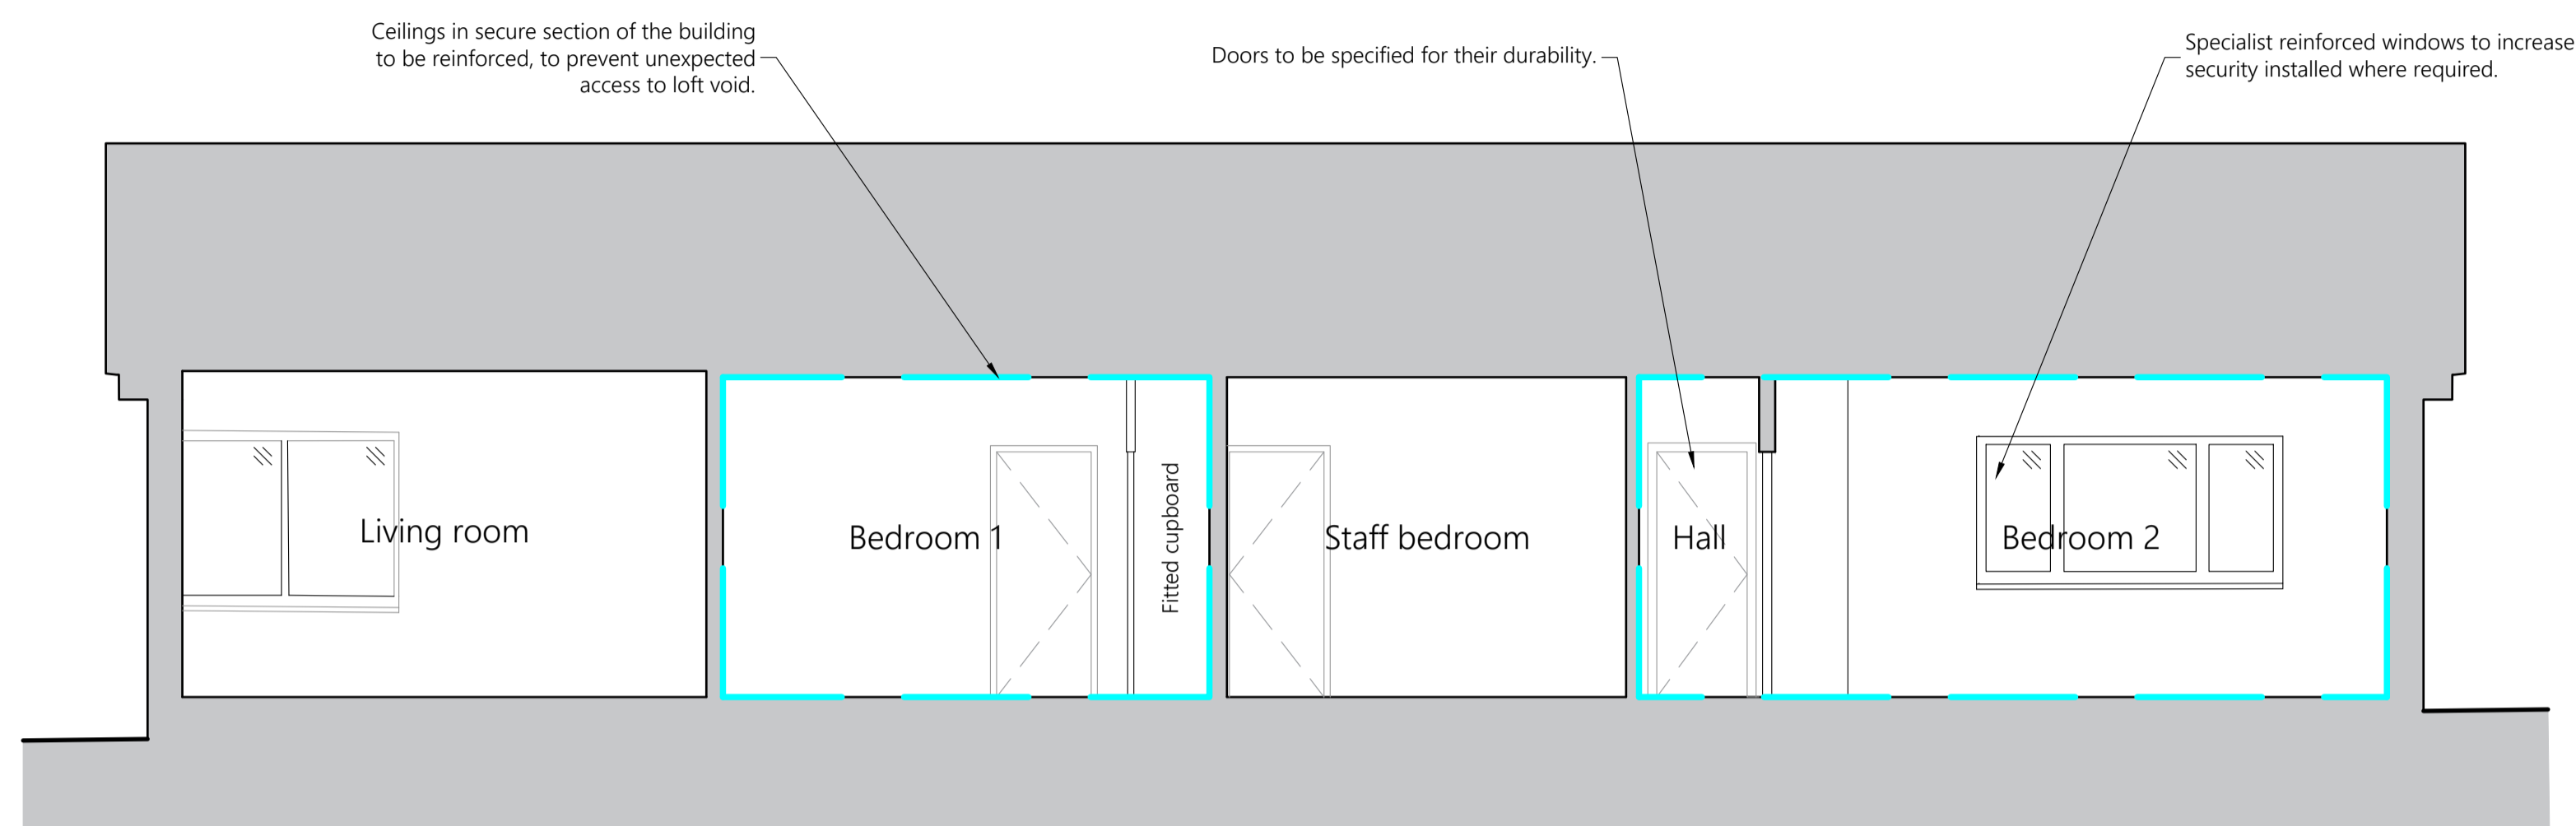 Ceilings in secure section of the building
to be reinforced, to prevent unexpected
access to loft void.
Doors to be specified for their durability.
Specialist reinforced windows to increase
security installed where required.
Living room
Bedroom 1
Fitted cupboard
Staff bedroom
Hall
Bedroom 2